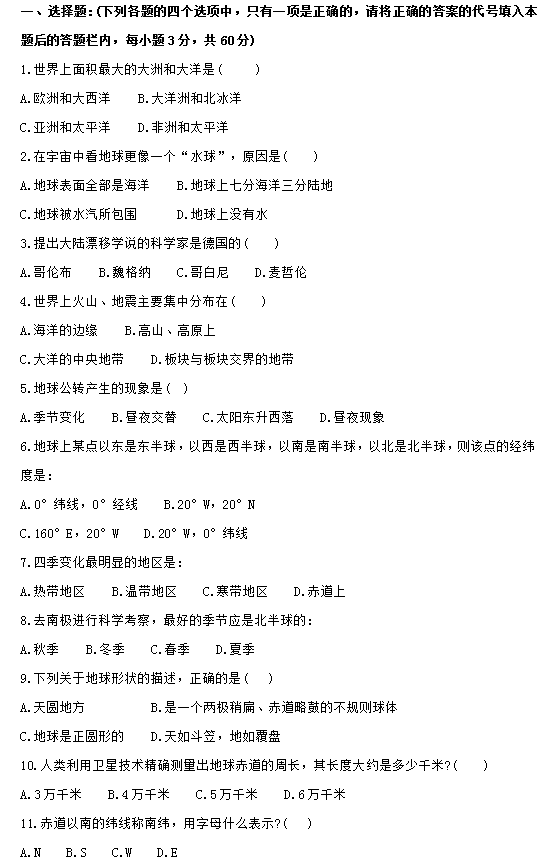 一、选择题:(下列各题的四个选项中,只有一项是正确的,请将正确的答案的代号填入本
题后的答题栏内,每小题3分,共60分)
1.世界上面积最大的大洲和大洋是( )
A.欧洲和大西洋 B.大洋洲和北冰洋
C.亚洲和太平洋 D.非洲和太平洋
2.在宇宙中看地球更像一个“水球”,原因是( )
A.地球表面全部是海洋 B.地球上七分海洋三分陆地
C.地球被水汽所包围 D.地球上没有水
3.提出大陆漂移学说的科学家是德国的( )
A.哥伦布 B.魏格纳 C.哥白尼 D.麦哲伦
4.世界上火山、地震主要集中分布在( )
A.海洋的边缘 B.高山、高原上
C.大洋的中央地带 D.板块与板块交界的地带
5.地球公转产生的现象是( )
A.季节变化 B.昼夜交替 C.太阳东升西落 D.昼夜现象
6.地球上某点以东是东半球,以西是西半球,以南是南半球,以北是北半球,则该点的经纬
度是:
A.0°纬线,0°经线 B.20°W,20°N
C.160°E,20°W D.20°W,0°纬线
7.四季变化最明显的地区是:
A.热带地区 B.温带地区 C.寒带地区 D.赤道上
8.去南极进行科学考察,最好的季节应是北半球的:
A.秋季 B.冬季 C.春季 D.夏季
9.下列关于地球形状的描述,正确的是( )
A.天圆地方 B.是一个两极稍扁、赤道略鼓的不规则球体
C.地球是正圆形的 D.天如斗笠,地如覆盘
10.人类利用卫星技术精确测量出地球赤道的周长,其长度大约是多少千米?( )
A.3万千米 B.4万千米 C.5万千米 D.6万千米
11.赤道以南的纬线称南纬,用字母什么表示?( )
A.N B.S C.W D.E